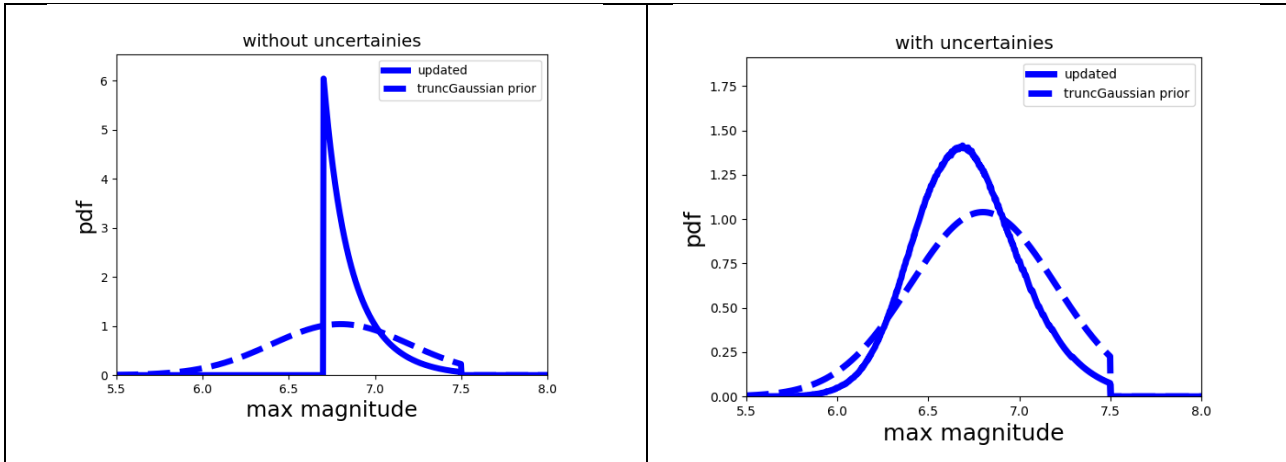 without uncertainies
updated
truncGaussian prior
6
5
4
3
2
1
0
pdf
5.5 6.0 6.5 7.0 7.5 8.0
max magnitude
with uncertainies
updated
truncGaussian prior
1.75
1.50
1.25
1.00
0.75
0.50
0.25
0.00
pdf
5.5 6.0 6.5 7.0 7.5 8.0
max magnitude